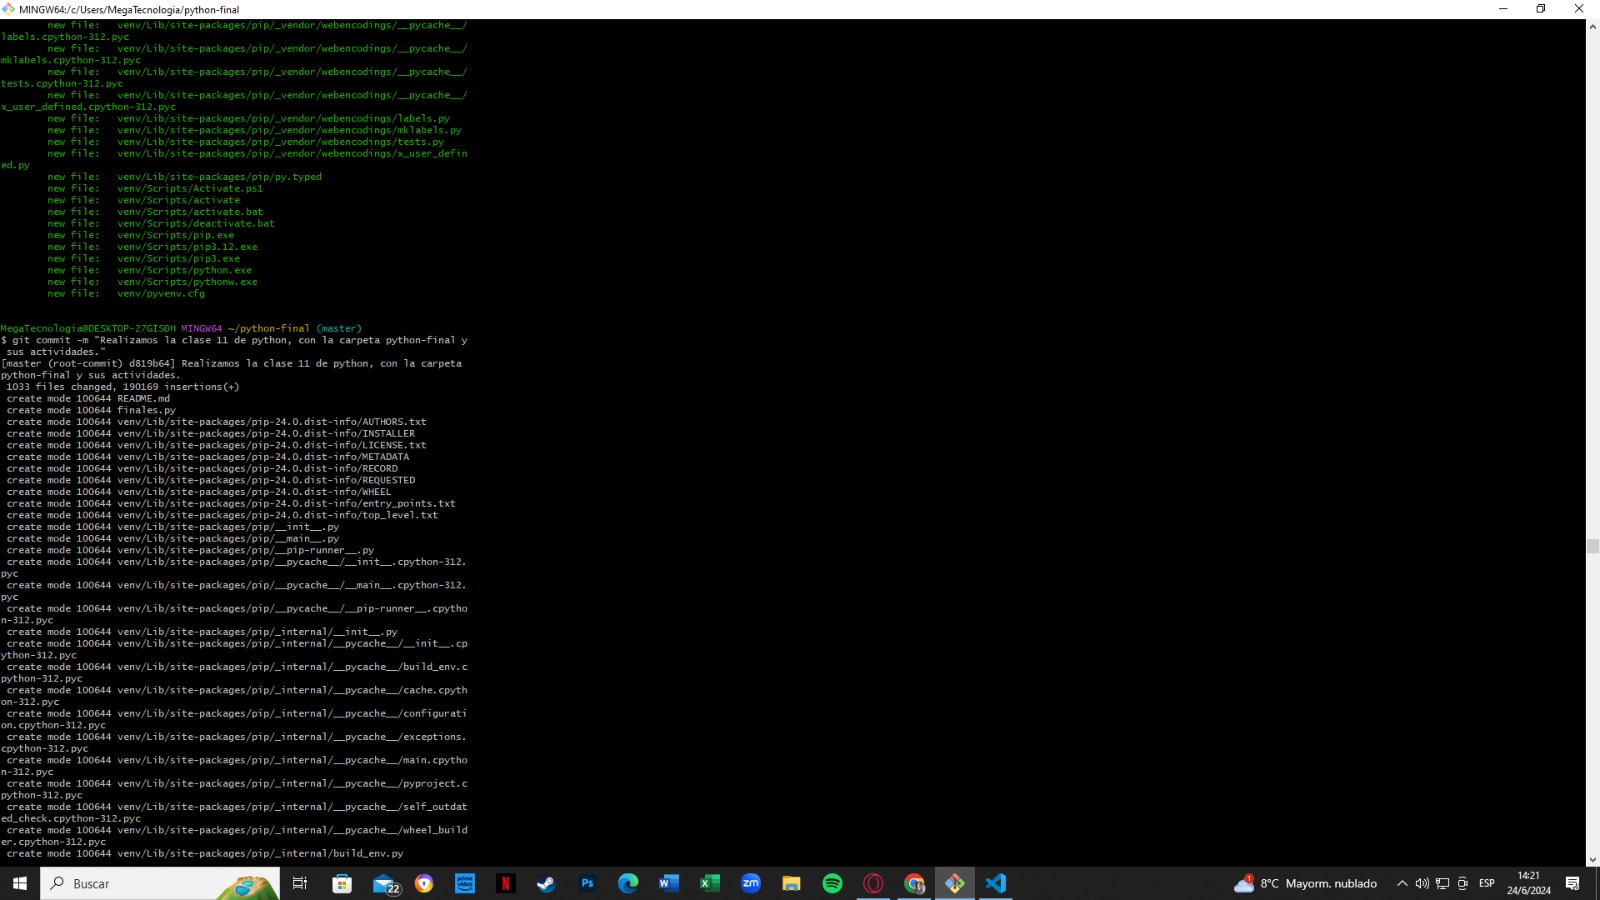 MINGW64:/c/Users/MegaTecnologia/python-final
new file:   venv/Lib/site-packages/pip/_vendor/webencodings/__pycache__/
labels.cpython-312.pyc
new file:   venv/Lib/site-packages/pip/_vendor/webencodings/__pycache__/
mklabels.cpython-312.pyc
new file:   venv/Lib/site-packages/pip/_vendor/webencodings/__pycache__/
tests.cpython-312.pyc
new file:   venv/Lib/site-packages/pip/_vendor/webencodings/__pycache__/
x_user_defined.cpython-312.pyc
new file:   venv/Lib/site-packages/pip/_vendor/webencodings/labels.py
new file:   venv/Lib/site-packages/pip/_vendor/webencodings/mklabels.py
new file:   venv/Lib/site-packages/pip/_vendor/webencodings/tests.py
new file:   venv/Lib/site-packages/pip/_vendor/webencodings/x_user_defin
ed.py
new file:   venv/Lib/site-packages/pip/py.typed
new file:   venv/Scripts/Activate.ps1
new file:   venv/Scripts/activate
new file:   venv/Scripts/activate.bat
new file:   venv/Scripts/deactivate.bat
new file:   venv/Scripts/pip.exe
new file:   venv/Scripts/pip3.12.exe
new file:   venv/Scripts/pip3.exe
new file:   venv/Scripts/python.exe
new file:   venv/Scripts/pythonw.exe
new file:   venv/pyvenv.cfg
MegaTecnologia@DESKTOP-27GISOH MINGW64 ~/python-final (master)
$ git commit -m "Realizamos la clase 11 de python, con la carpeta python-final y
sus actividades."
[master (root-commit) d819b64] Realizamos la clase 11 de python, con la carpeta
python-final y sus actividades.
1033 files changed, 190169 insertions(+)
create mode 100644 README.md
create mode 100644 finales.py
create mode 100644 venv/Lib/site-packages/pip-24.0.dist-info/AUTHORS.txt
create mode 100644 venv/Lib/site-packages/pip-24.0.dist-info/INSTALLER
create mode 100644 venv/Lib/site-packages/pip-24.0.dist-info/LICENSE.txt
create mode 100644 venv/Lib/site-packages/pip-24.0.dist-info/METADATA
create mode 100644 venv/Lib/site-packages/pip-24.0.dist-info/RECORD
create mode 100644 venv/Lib/site-packages/pip-24.0.dist-info/REQUESTED
create mode 100644 venv/Lib/site-packages/pip-24.0.dist-info/WHEEL
create mode 100644 venv/Lib/site-packages/pip-24.0.dist-info/entry_points.txt
create mode 100644 venv/Lib/site-packages/pip-24.0.dist-info/top_level.txt
create mode 100644 venv/Lib/site-packages/pip/__init__.py
create mode 100644 venv/Lib/site-packages/pip/__main__.py
create mode 100644 venv/Lib/site-packages/pip/__pip-runner__.py
create mode 100644 venv/Lib/site-packages/pip/__pycache__/__init__.cpython-312.
pyc
create mode 100644 venv/Lib/site-packages/pip/__pycache__/__main__.cpython-312.
pyc
create mode 100644 venv/Lib/site-packages/pip/__pycache__/__pip-runner__.cpytho
n-312.pyc
create mode 100644 venv/Lib/site-packages/pip/_internal/__init__.py
create mode 100644 venv/Lib/site-packages/pip/_internal/__pycache__/__init__.cp
ython-312.pyc
create mode 100644 venv/Lib/site-packages/pip/_internal/__pycache__/build_env.c
python-312.pyc
create mode 100644 venv/Lib/site-packages/pip/_internal/__pycache__/cache.cpyth
on-312.pyc
create mode 100644 venv/Lib/site-packages/pip/_internal/__pycache__/configurati
on.cpython-312.pyc
create mode 100644 venv/Lib/site-packages/pip/_internal/__pycache__/exceptions.
cpython-312.pyc
create mode 100644 venv/Lib/site-packages/pip/_internal/__pycache__/main.cpytho
n-312.pyc
create mode 100644 venv/Lib/site-packages/pip/_internal/__pycache__/pyproject.c
python-312.pyc
create mode 100644 venv/Lib/site-packages/pip/_internal/__pycache__/self_outdat
ed_check.cpython-312.pyc
create mode 100644 venv/Lib/site-packages/pip/_internal/__pycache__/wheel_build
er.cpython-312.pyc
create mode 100644 venv/Lib/site-packages/pip/_internal/build_env.py
Buscar
22
prime video
N
Ps
W
X
zm
1
8°C Mayorm. nublado
ESP
14:21
24/6/2024